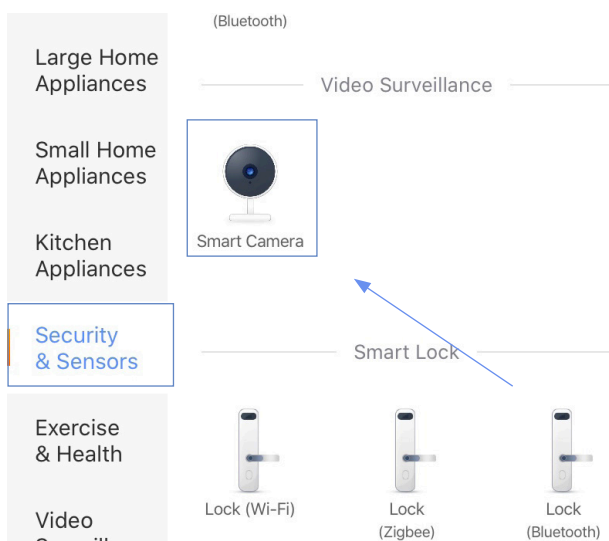 (Bluetooth)
Large Home
Appliances
Small Home
Appliances
Kitchen
Appliances
Security
& Sensors
Exercise
& Health
Video
Video Surveillance
Smart Camera
Smart Lock
Lock (Wi-Fi)
Lock
(Zigbee)
Lock
(Bluetooth)